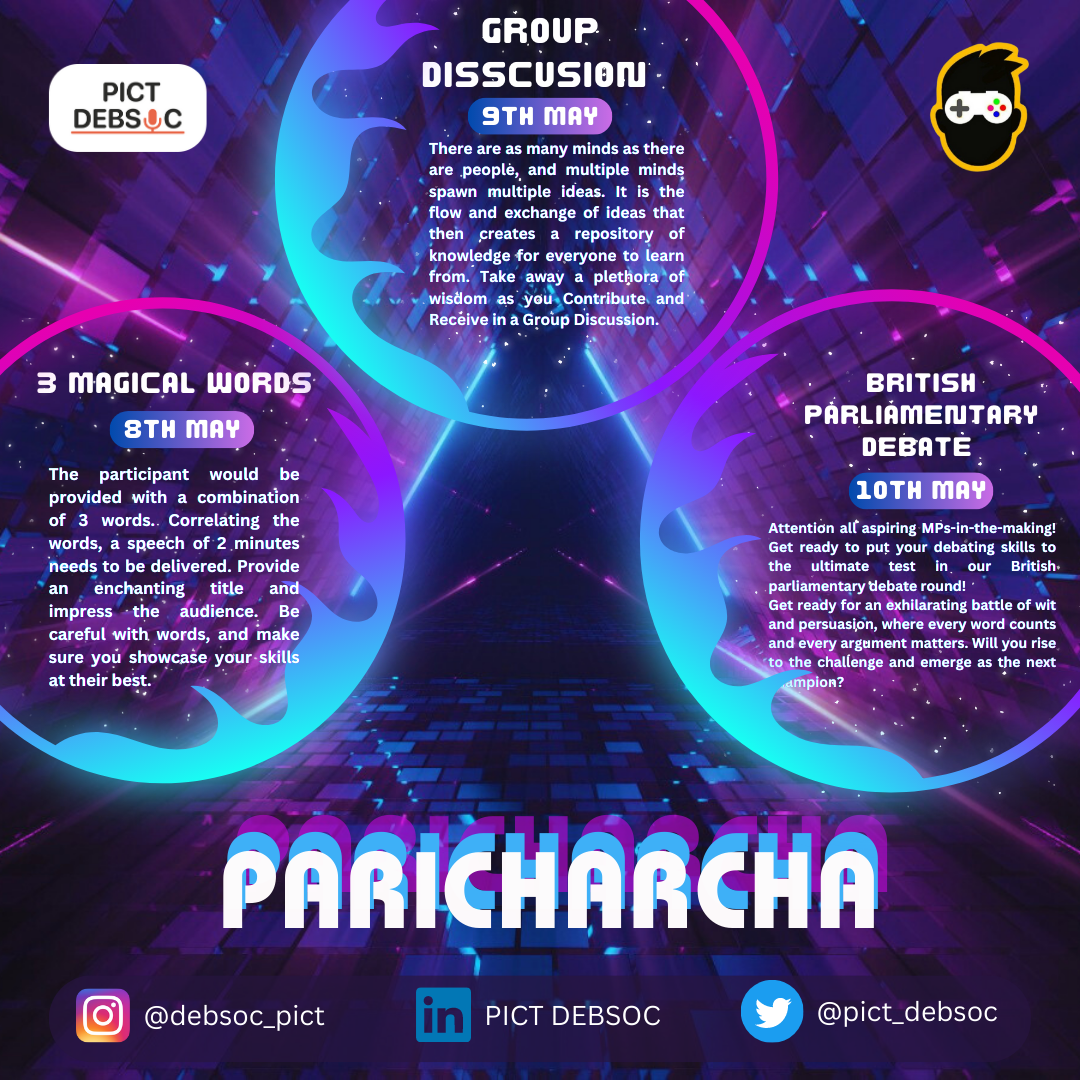 PICT
DEBSOC
GROUP
DISSCUSION
9TH MAY
There are as many minds as there
are people, and multiple minds
spawn multiple ideas. It is the
flow and exchange of ideas that
then creates a repository of
knowledge for everyone to learn
from. Take away a plethora of
wisdom as you Contribute and
Receive in a Group Discussion.
3 MAGICAL WORDS
8TH MAY
The participant would be
provided with a combination
of 3 words. Correlating the
words, a speech of 2 minutes
needs to be delivered. Provide
an enchanting title and
impress the audience. Be
careful with words, and make
sure you showcase your skills
at their best.
BRITISH
PARLIAMENTARY
DEBATE
10TH MAY
Attention all aspiring MPs-in-the-making!
Get ready to put your debating skills to
the ultimate test in our British
parliamentary debate round!
Get ready for an exhilarating battle of wit
and persuasion, where every word counts
and every argument matters. Will you rise
to the challenge and emerge as the next
champion?
PARICHARCHA
@debsoc_pict
PICT DEBSOC
@pict_debsoc